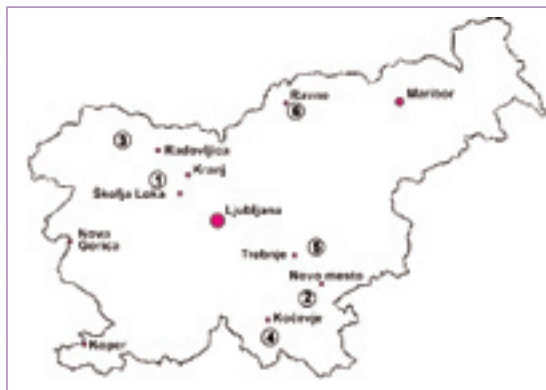 Ravne
6
Maribor
3
Radovljica
Kranj
1
Škofja Loka
Ljubljana
Nova
Gorica
Trebnje
5
Novo mesto
2
Kočevje
4
Koper